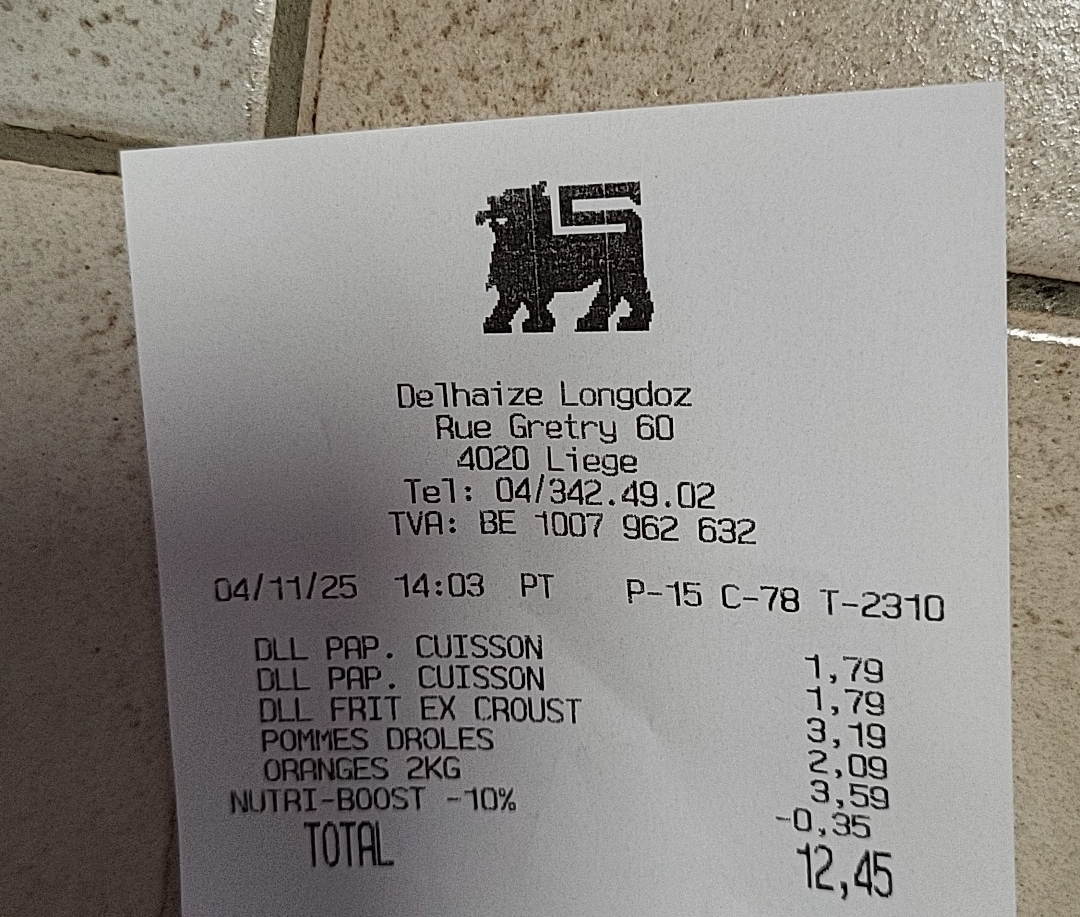 Delhaize Longdoz
Rue Gretry 60
4020 Liege
Tel: 04/342.49.02
TVA: BE 1007 962 632
04/11/25 14:03 PT P-15 C-78 T-2310
DLL PAP. CUISSON 1,79
DLL PAP. CUISSON 1,79
DLL FRIT EX CROUST 3,19
POMMES DROLES 2,09
ORANGES 2KG 3,59
NUTRI-BOOST -10% -0,35
TOTAL 12,45